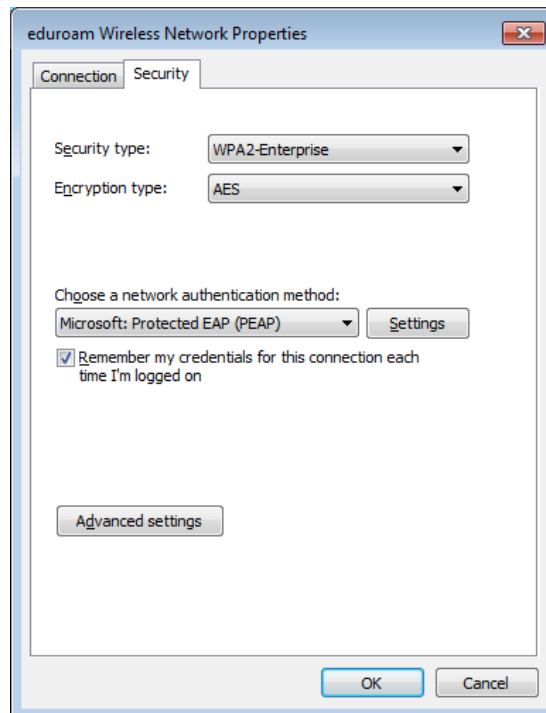 eduroam Wireless Network Properties
Connection Security
Security type: WPA2-Enterprise
Encryption type: AES
Choose a network authentication method:
Microsoft: Protected EAP (PEAP) Settings
Remember my credentials for this connection each
time I'm logged on
Advanced settings
OK Cancel